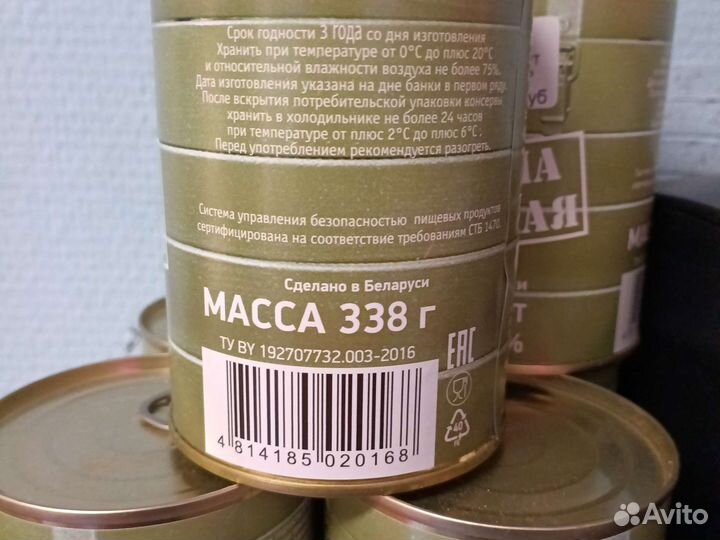 Срок годности 3 ГОДА со дня изготовления
Хранить при температуре от 0°С до плюс 20°С
и относительной влажности воздуха не более 75%.
Дата изготовления указана на дне банки в первом ряду.
После вскрытия потребительской упаковки консервы
хранить в холодильнике не более 24 часов
при температуре от плюс 2°С до плюс 6°С.
Перед употреблением рекомендуется разогреть.
Система управления безопасностью пищевых продуктов
сертифицирована на соответствие требованиям СТБ 1470.
Сделано в Беларуси
МАССА 338 г
ТУ BY 192707732.003-2016
EAC
4 814185 020168
40
Avito